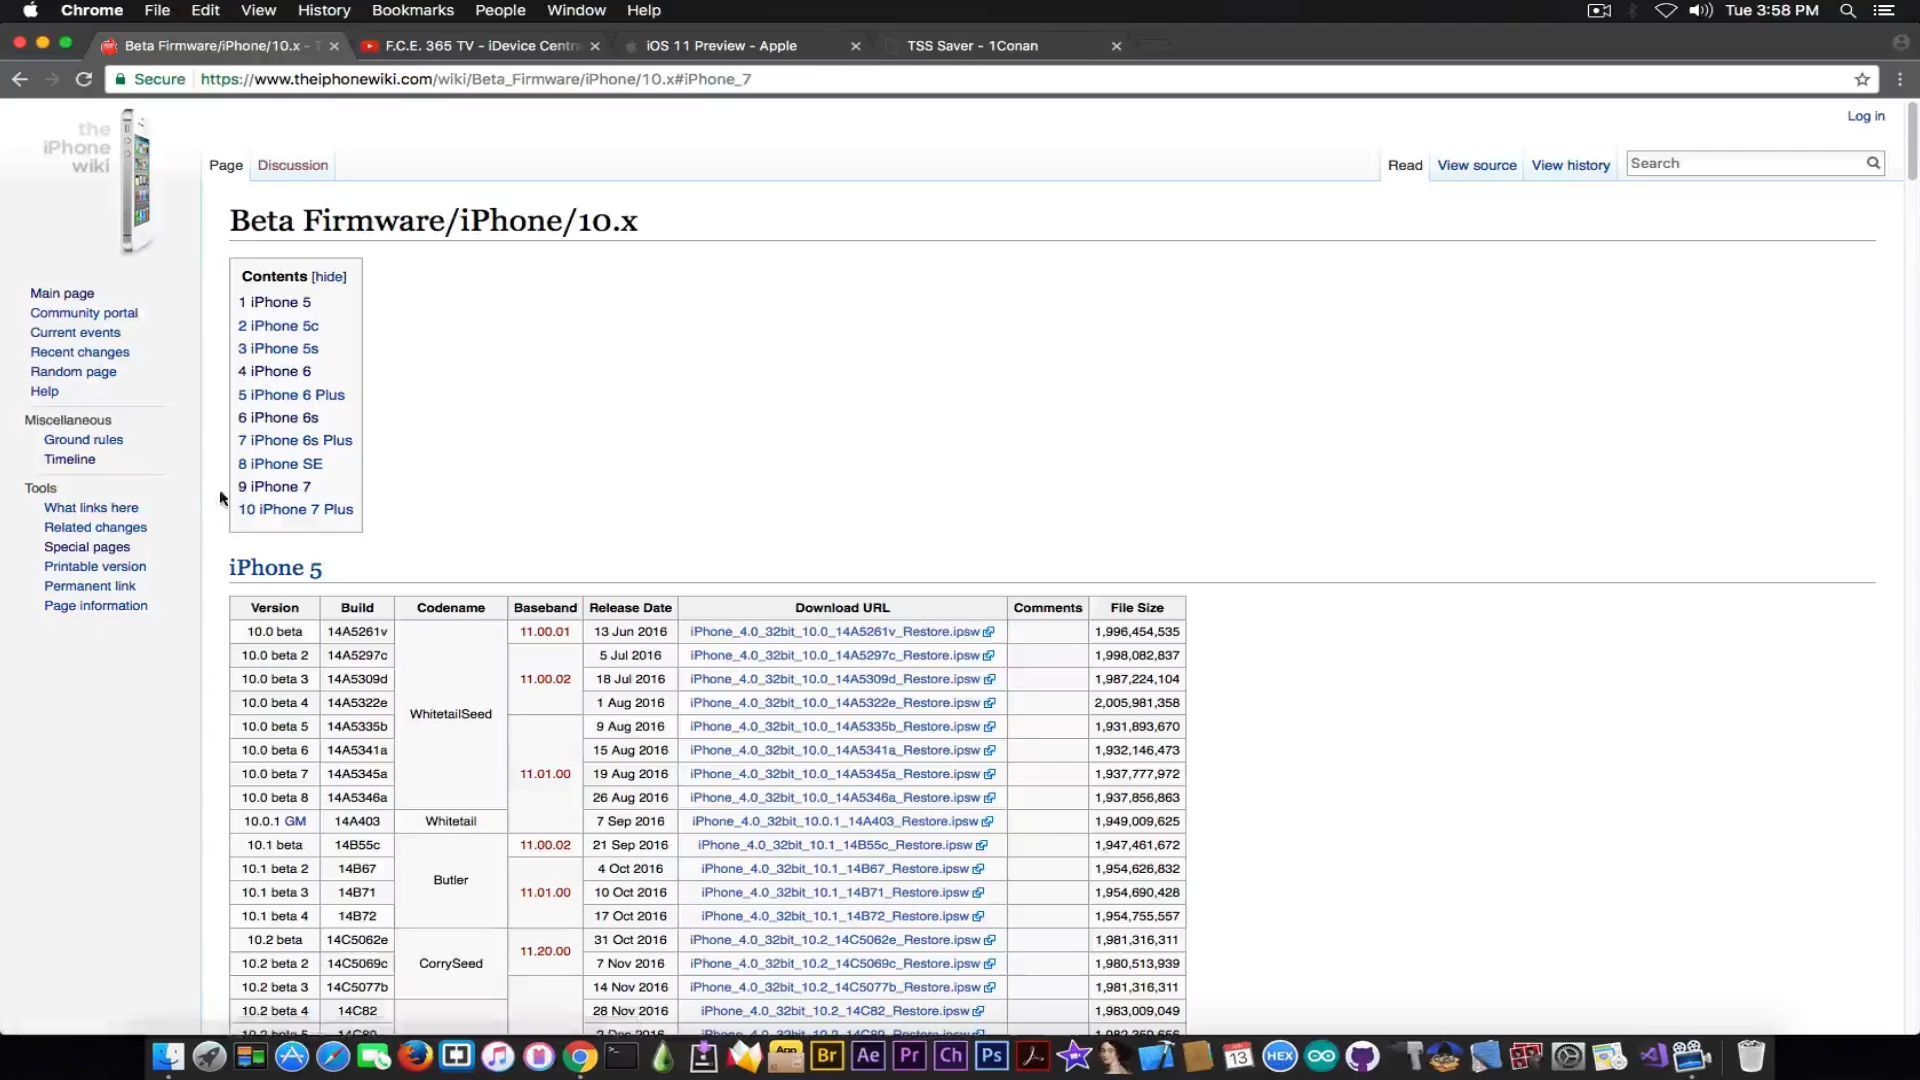 Chrome File Edit View History Bookmarks People Window Help Tue 3:58 PM
Beta Firmware/iPhone/10.x - T F.C.E. 365 TV - iDevice Centr iOS 11 Preview - Apple TSS Saver - 1Conan
Secure https://www.theiphonewiki.com/wiki/Beta_Firmware/iPhone/10.x#iPhone_7
Log in
the
iPhone
wiki
Page Discussion Read View source View history Search
Beta Firmware/iPhone/10.x
Contents [hide]
1 iPhone 5
2 iPhone 5c
3 iPhone 5s
4 iPhone 6
5 iPhone 6 Plus
6 iPhone 6s
7 iPhone 6s Plus
8 iPhone SE
9 iPhone 7
10 iPhone 7 Plus
Main page
Community portal
Current events
Recent changes
Random page
Help
Miscellaneous
Ground rules
Timeline
Tools
What links here
Related changes
Special pages
Printable version
Permanent link
Page information
iPhone 5
Version Build Codename Baseband Release Date Download URL Comments File Size
10.0 beta 14A5261v 11.00.01 13 Jun 2016 iPhone_4.0_32bit_10.0_14A5261v_Restore.ipsw 1,996,454,535
10.0 beta 2 14A5297c 5 Jul 2016 iPhone_4.0_32bit_10.0_14A5297c_Restore.ipsw 1,998,082,837
10.0 beta 3 14A5309d 11.00.02 18 Jul 2016 iPhone_4.0_32bit_10.0_14A5309d_Restore.ipsw 1,987,224,104
10.0 beta 4 14A5322e 1 Aug 2016 iPhone_4.0_32bit_10.0_14A5322e_Restore.ipsw 2,005,981,358
WhitetailSeed
10.0 beta 5 14A5335b 9 Aug 2016 iPhone_4.0_32bit_10.0_14A5335b_Restore.ipsw 1,931,893,670
10.0 beta 6 14A5341a 15 Aug 2016 iPhone_4.0_32bit_10.0_14A5341a_Restore.ipsw 1,932,146,473
10.0 beta 7 14A5345a 11.01.00 19 Aug 2016 iPhone_4.0_32bit_10.0_14A5345a_Restore.ipsw 1,937,777,972
10.0 beta 8 14A5346a 26 Aug 2016 iPhone_4.0_32bit_10.0_14A5346a_Restore.ipsw 1,937,856,863
10.0.1 GM 14A403 Whitetail 7 Sep 2016 iPhone_4.0_32bit_10.0.1_14A403_Restore.ipsw 1,949,009,625
10.1 beta 14B55c 11.00.02 21 Sep 2016 iPhone_4.0_32bit_10.1_14B55c_Restore.ipsw 1,947,461,672
10.1 beta 2 14B67 4 Oct 2016 iPhone_4.0_32bit_10.1_14B67_Restore.ipsw 1,954,626,832
Butler
10.1 beta 3 14B71 11.01.00 10 Oct 2016 iPhone_4.0_32bit_10.1_14B71_Restore.ipsw 1,954,690,428
10.1 beta 4 14B72 17 Oct 2016 iPhone_4.0_32bit_10.1_14B72_Restore.ipsw 1,954,755,557
10.2 beta 14C5062e 31 Oct 2016 iPhone_4.0_32bit_10.2_14C5062e_Restore.ipsw 1,981,316,311
11.20.00
10.2 beta 2 14C5069c CorrySeed 7 Nov 2016 iPhone_4.0_32bit_10.2_14C5069c_Restore.ipsw 1,980,513,939
10.2 beta 3 14C5077b 14 Nov 2016 iPhone_4.0_32bit_10.2_14C5077b_Restore.ipsw 1,981,316,311
10.2 beta 4 14C82 28 Nov 2016 iPhone_4.0_32bit_10.2_14C82_Restore.ipsw 1,983,009,049
App Br Ae Pr Ch Ps 13 HEX